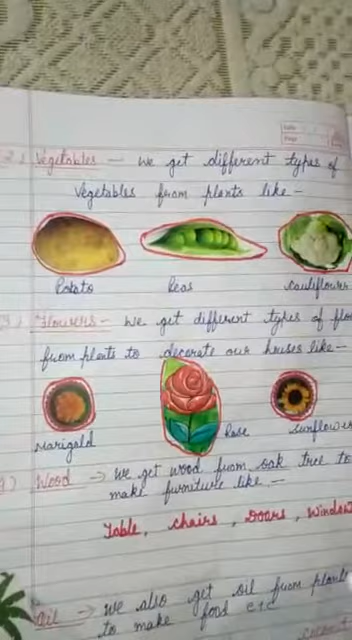 2.) Vegetables - we get different types of
vegetables from plants like -
Potato Peas Cauliflower
3.) Flowers - we get different types of
from plants to decorate our houses like -
Marigold Rose Sunflower
Wood → we get wood from oak tree to
make furniture like -
Table, Chairs, Doors, Windows
Oil → we also get oil from plants
to make food etc